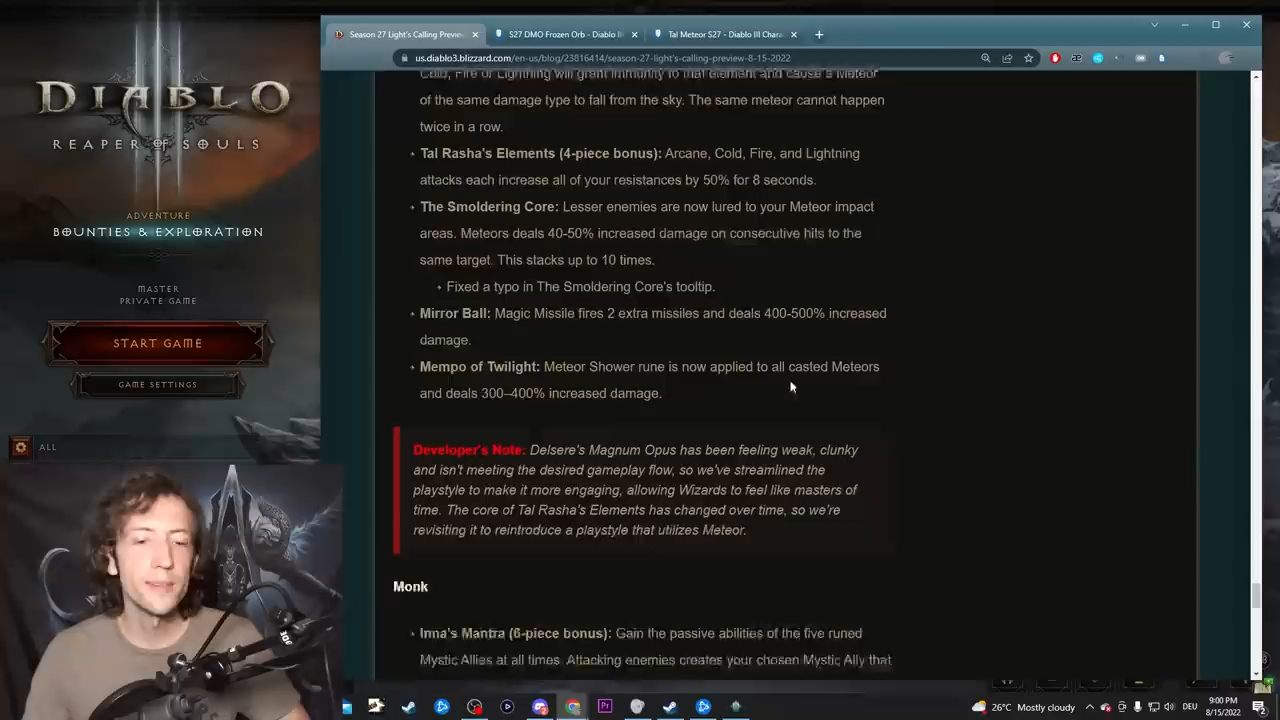 Season 27 Light's Calling Preview
S27 DMO Frozen Orb - Diablo III
Tal Meteor S27 - Diablo III Chara
us.diablo3.blizzard.com/en-us/blog/23816414/season-27-lights-calling-preview-8-15-2022
DIABLO
REAPER OF SOULS
ADVENTURE
BOUNTIES & EXPLORATION
MASTER
PRIVATE GAME
START GAME
GAME SETTINGS
ALL
Cold, Fire or Lightning will grant immunity to that element and cause a Meteor
of the same damage type to fall from the sky. The same meteor cannot happen
twice in a row.
Tal Rasha's Elements (4-piece bonus): Arcane, Cold, Fire, and Lightning
attacks each increase all of your resistances by 50% for 8 seconds.
The Smoldering Core: Lesser enemies are now lured to your Meteor impact
areas. Meteors deals 40-50% increased damage on consecutive hits to the
same target. This stacks up to 10 times.
Fixed a typo in The Smoldering Core's tooltip.
Mirror Ball: Magic Missile fires 2 extra missiles and deals 400-500% increased
damage.
Mempo of Twilight: Meteor Shower rune is now applied to all casted Meteors
and deals 300–400% increased damage.
Developer's Note: Delsere's Magnum Opus has been feeling weak, clunky
and isn't meeting the desired gameplay flow, so we've streamlined the
playstyle to make it more engaging, allowing Wizards to feel like masters of
time. The core of Tal Rasha's Elements has changed over time, so we're
revisiting it to reintroduce a playstyle that utilizes Meteor.
Monk
Inna's Mantra (6-piece bonus): Gain the passive abilities of the five runed
Mystic Allies at all times. Attacking enemies creates your chosen Mystic Ally that
26°C Mostly cloudy
DEU
9:00 PM
8/15/2022